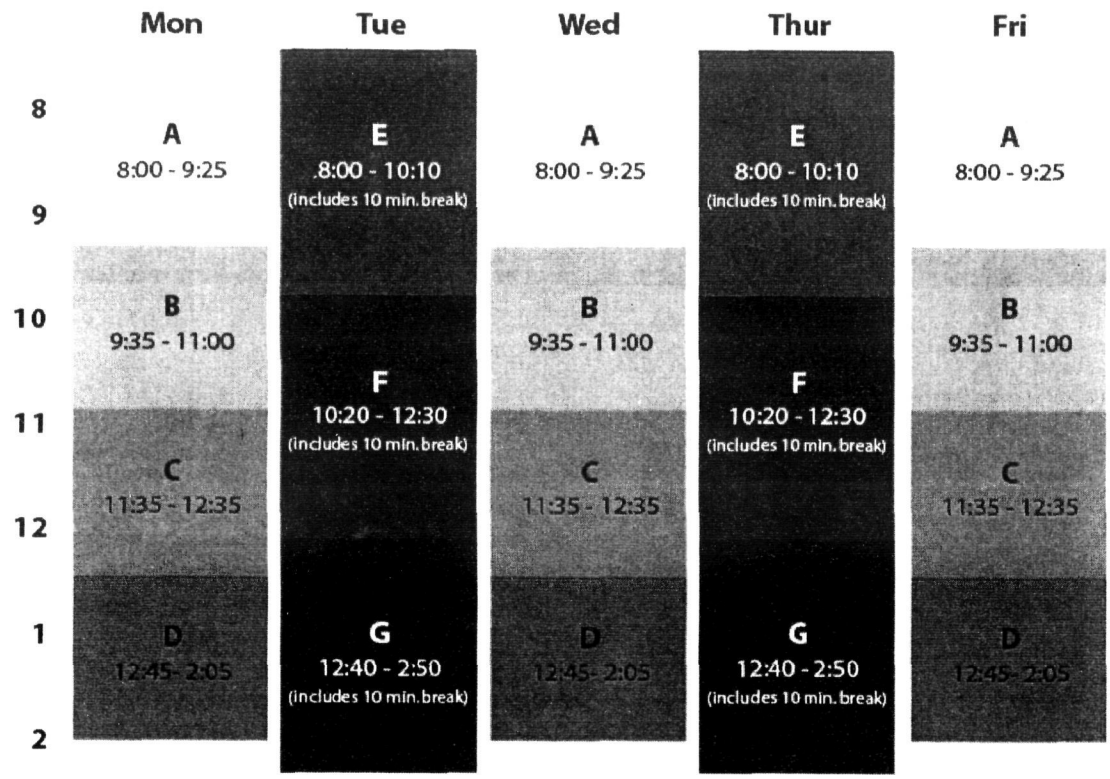 Mon Tue Wed Thur Fri
8
A
8:00 - 9:25
E
.8:00 - 10:10
(includes 10 min. break)
A
8:00 - 9:25
E
8:00 - 10:10
(includes 10 min. break)
A
8:00 - 9:25
9
B
9:35 - 11:00
10
F
10:20 - 12:30
(includes 10 min. break)
B
9:35 - 11:00
F
10:20 - 12:30
(includes 10 min. break)
B
9:35 - 11:00
11
C
11:35 - 12:35
C
11:35 - 12:35
C
11:35 - 12:35
12
1
D
12:45- 2:05
G
12:40 - 2:50
(includes 10 min. break)
D
12:45- 2:05
G
12:40 - 2:50
(includes 10 min. break)
D
12:45- 2:05
2